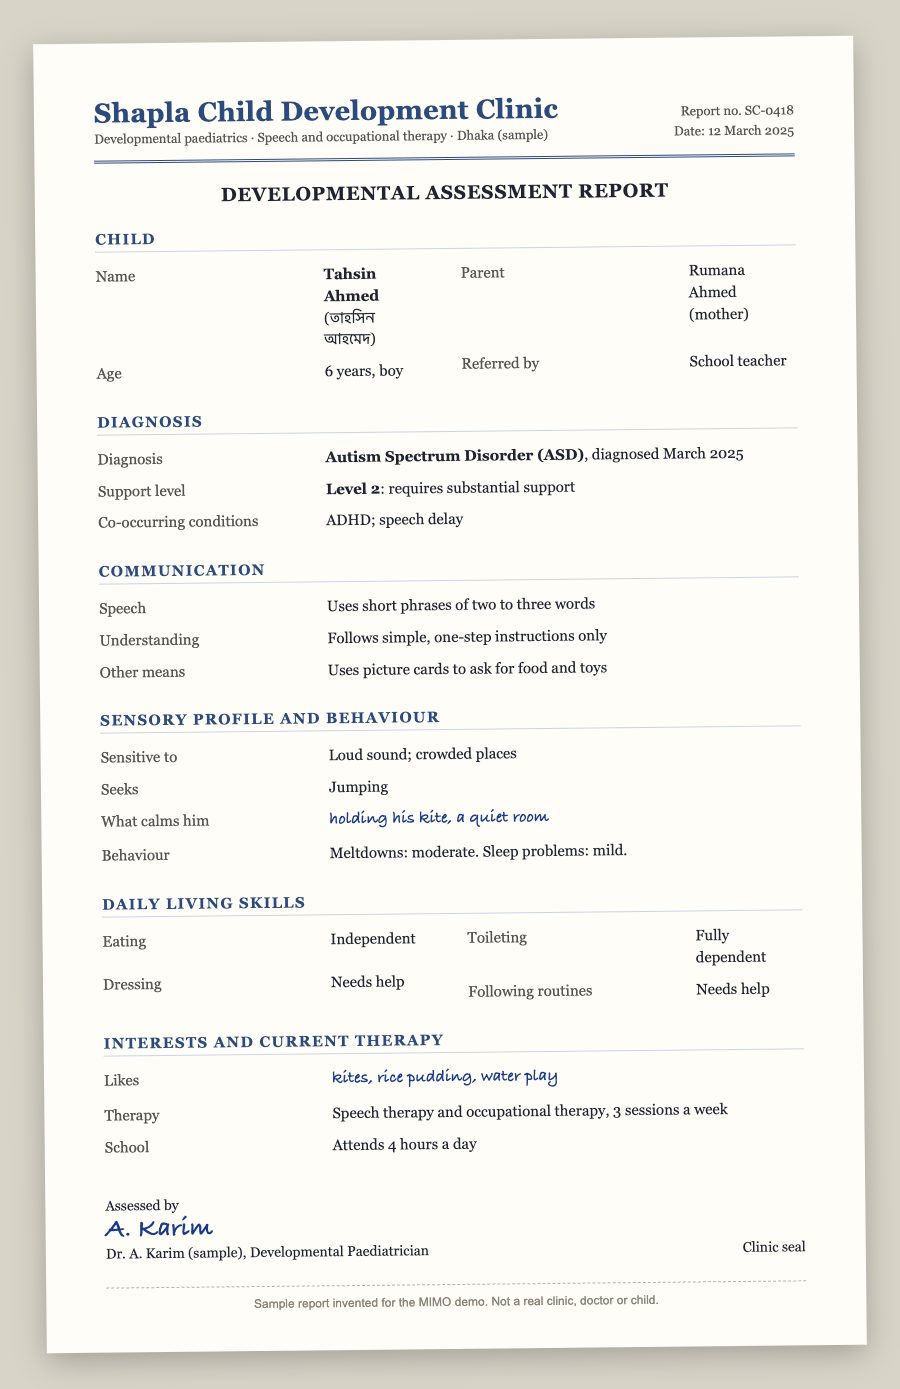 Shapla Child Development Clinic
Developmental paediatrics · Speech and occupational therapy · Dhaka (sample)
Report no. SC-0418
Date: 12 March 2025
DEVELOPMENTAL ASSESSMENT REPORT
CHILD
Name Tahsin Ahmed (তাহসিন আহমেদ) Parent Rumana Ahmed (mother)
Age 6 years, boy Referred by School teacher
DIAGNOSIS
Diagnosis Autism Spectrum Disorder (ASD), diagnosed March 2025
Support level Level 2: requires substantial support
Co-occurring conditions ADHD; speech delay
COMMUNICATION
Speech Uses short phrases of two to three words
Understanding Follows simple, one-step instructions only
Other means Uses picture cards to ask for food and toys
SENSORY PROFILE AND BEHAVIOUR
Sensitive to Loud sound; crowded places
Seeks Jumping
What calms him holding his kite, a quiet room
Behaviour Meltdowns: moderate. Sleep problems: mild.
DAILY LIVING SKILLS
Eating Independent Toileting Fully dependent
Dressing Needs help Following routines Needs help
INTERESTS AND CURRENT THERAPY
Likes kites, rice pudding, water play
Therapy Speech therapy and occupational therapy, 3 sessions a week
School Attends 4 hours a day
Assessed by
A. Karim
Dr. A. Karim (sample), Developmental Paediatrician
Clinic seal
Sample report invented for the MIMO demo. Not a real clinic, doctor or child.